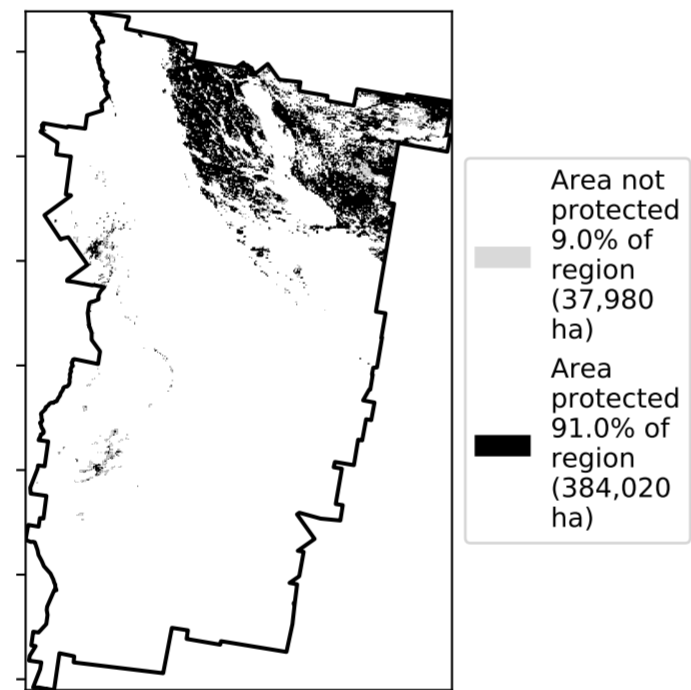 Area not
protected
9.0% of
region
(37,980
ha)
Area
protected
91.0% of
region
(384,020
ha)